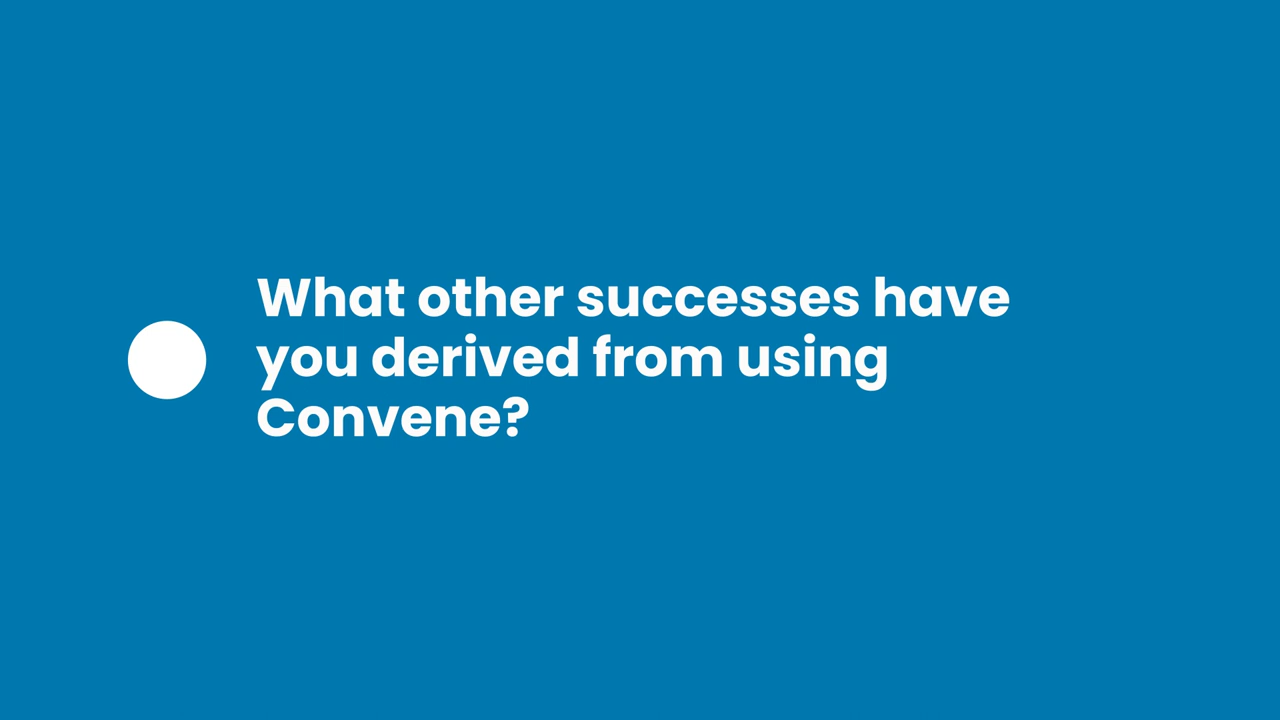 What other successes have
you derived from using
Convene?